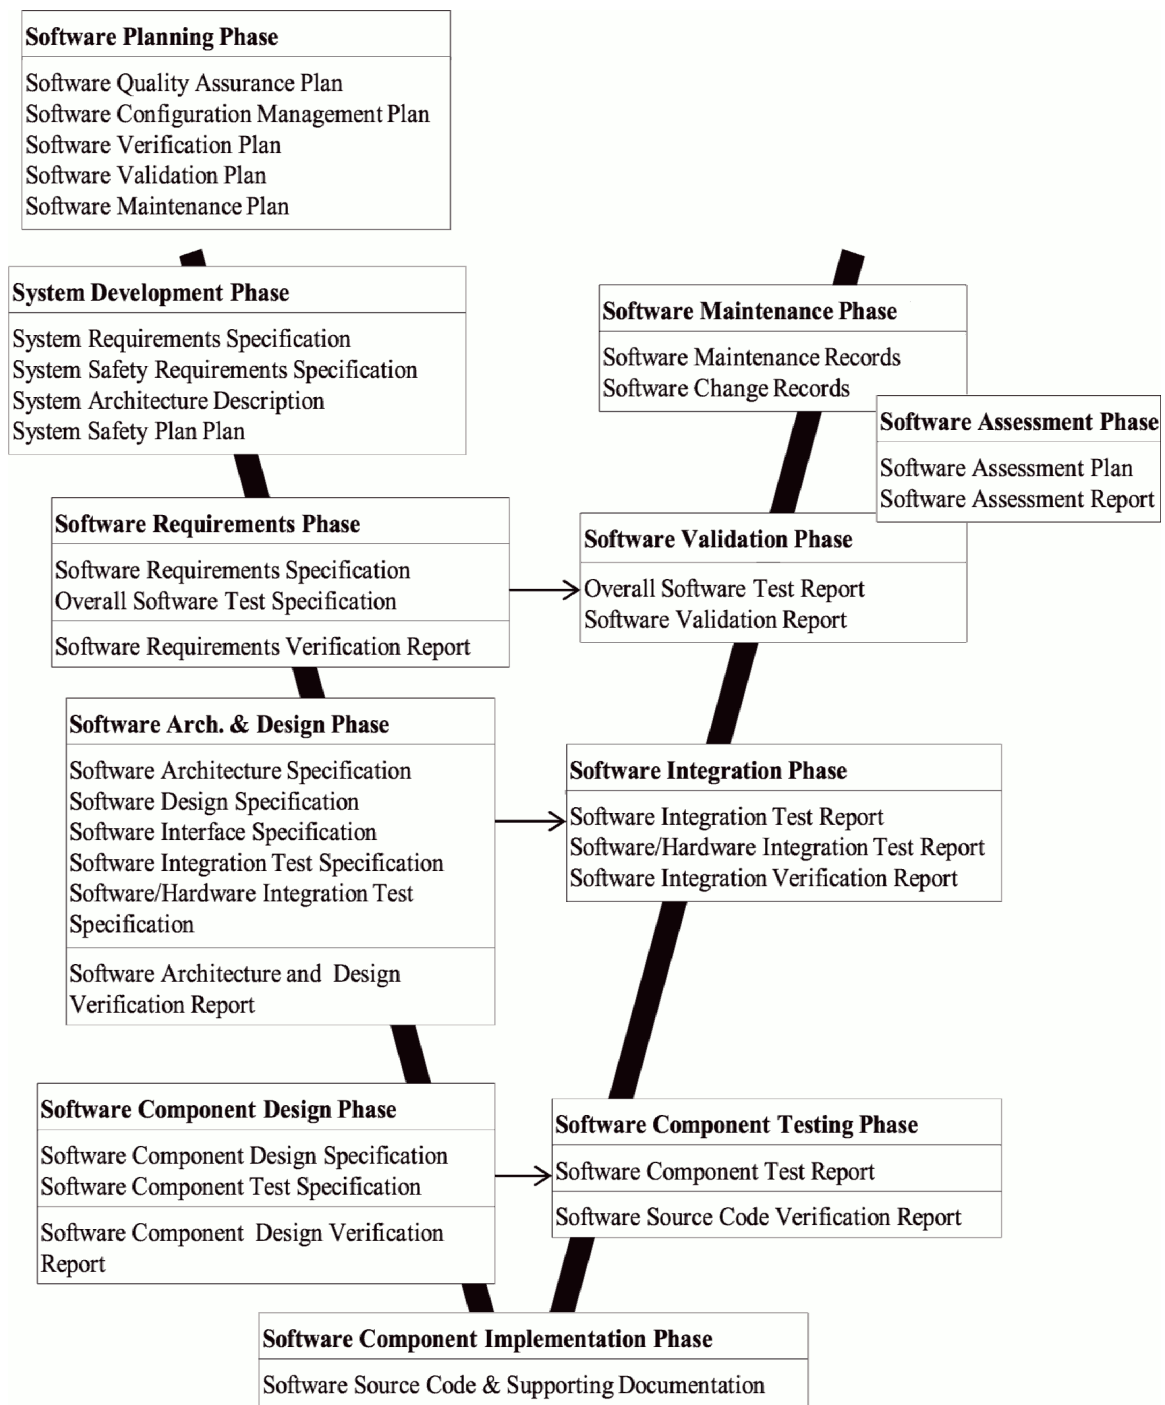 Software Planning Phase
Software Quality Assurance Plan
Software Configuration Management Plan
Software Verification Plan
Software Validation Plan
Software Maintenance Plan
System Development Phase
System Requirements Specification
System Safety Requirements Specification
System Architecture Description
System Safety Plan Plan
Software Maintenance Phase
Software Maintenance Records
Software Change Records
Software Assessment Phase
Software Assessment Plan
Software Assessment Report
Software Requirements Phase
Software Requirements Specification
Overall Software Test Specification
Software Requirements Verification Report
Software Validation Phase
Overall Software Test Report
Software Validation Report
Software Arch. & Design Phase
Software Architecture Specification
Software Design Specification
Software Interface Specification
Software Integration Test Specification
Software/Hardware Integration Test
Specification
Software Architecture and Design
Verification Report
Software Integration Phase
Software Integration Test Report
Software/Hardware Integration Test Report
Software Integration Verification Report
Software Component Design Phase
Software Component Design Specification
Software Component Test Specification
Software Component Design Verification
Report
Software Component Testing Phase
Software Component Test Report
Software Source Code Verification Report
Software Component Implementation Phase
Software Source Code & Supporting Documentation